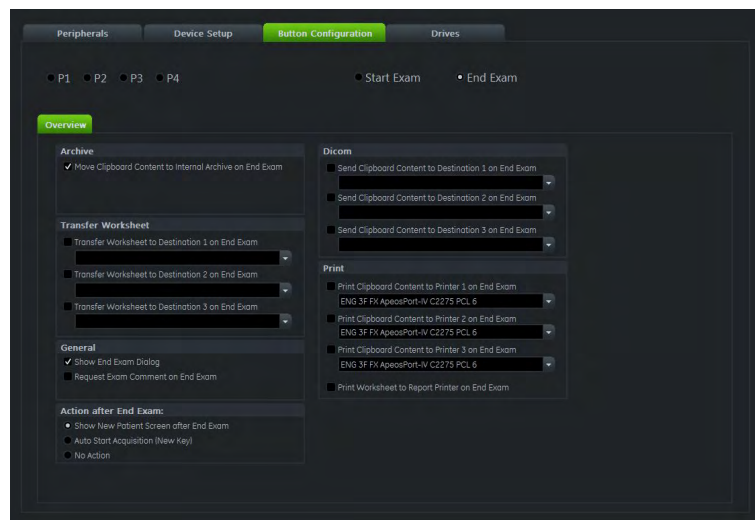 Peripherals Device Setup Button Configuration Drives
P1 P2 P3 P4 Start Exam End Exam
Overview
Archive
Move Clipboard Content to Internal Archive on End Exam
Transfer Worksheet
Transfer Worksheet to Destination 1 on End Exam
Transfer Worksheet to Destination 2 on End Exam
Transfer Worksheet to Destination 3 on End Exam
General
Show End Exam Dialog
Request Exam Comment on End Exam
Action after End Exam:
Show New Patient Screen after End Exam
Auto Start Acquisition (New Key)
No Action
Dicom
Send Clipboard Content to Destination 1 on End Exam
Send Clipboard Content to Destination 2 on End Exam
Send Clipboard Content to Destination 3 on End Exam
Print
Print Clipboard Content to Printer 1 on End Exam
ENG 3F FX ApeosPort-IV C2275 PCL 6
Print Clipboard Content to Printer 2 on End Exam
ENG 3F FX ApeosPort-IV C2275 PCL 6
Print Clipboard Content to Printer 3 on End Exam
ENG 3F FX ApeosPort-IV C2275 PCL 6
Print Worksheet to Report Printer on End Exam